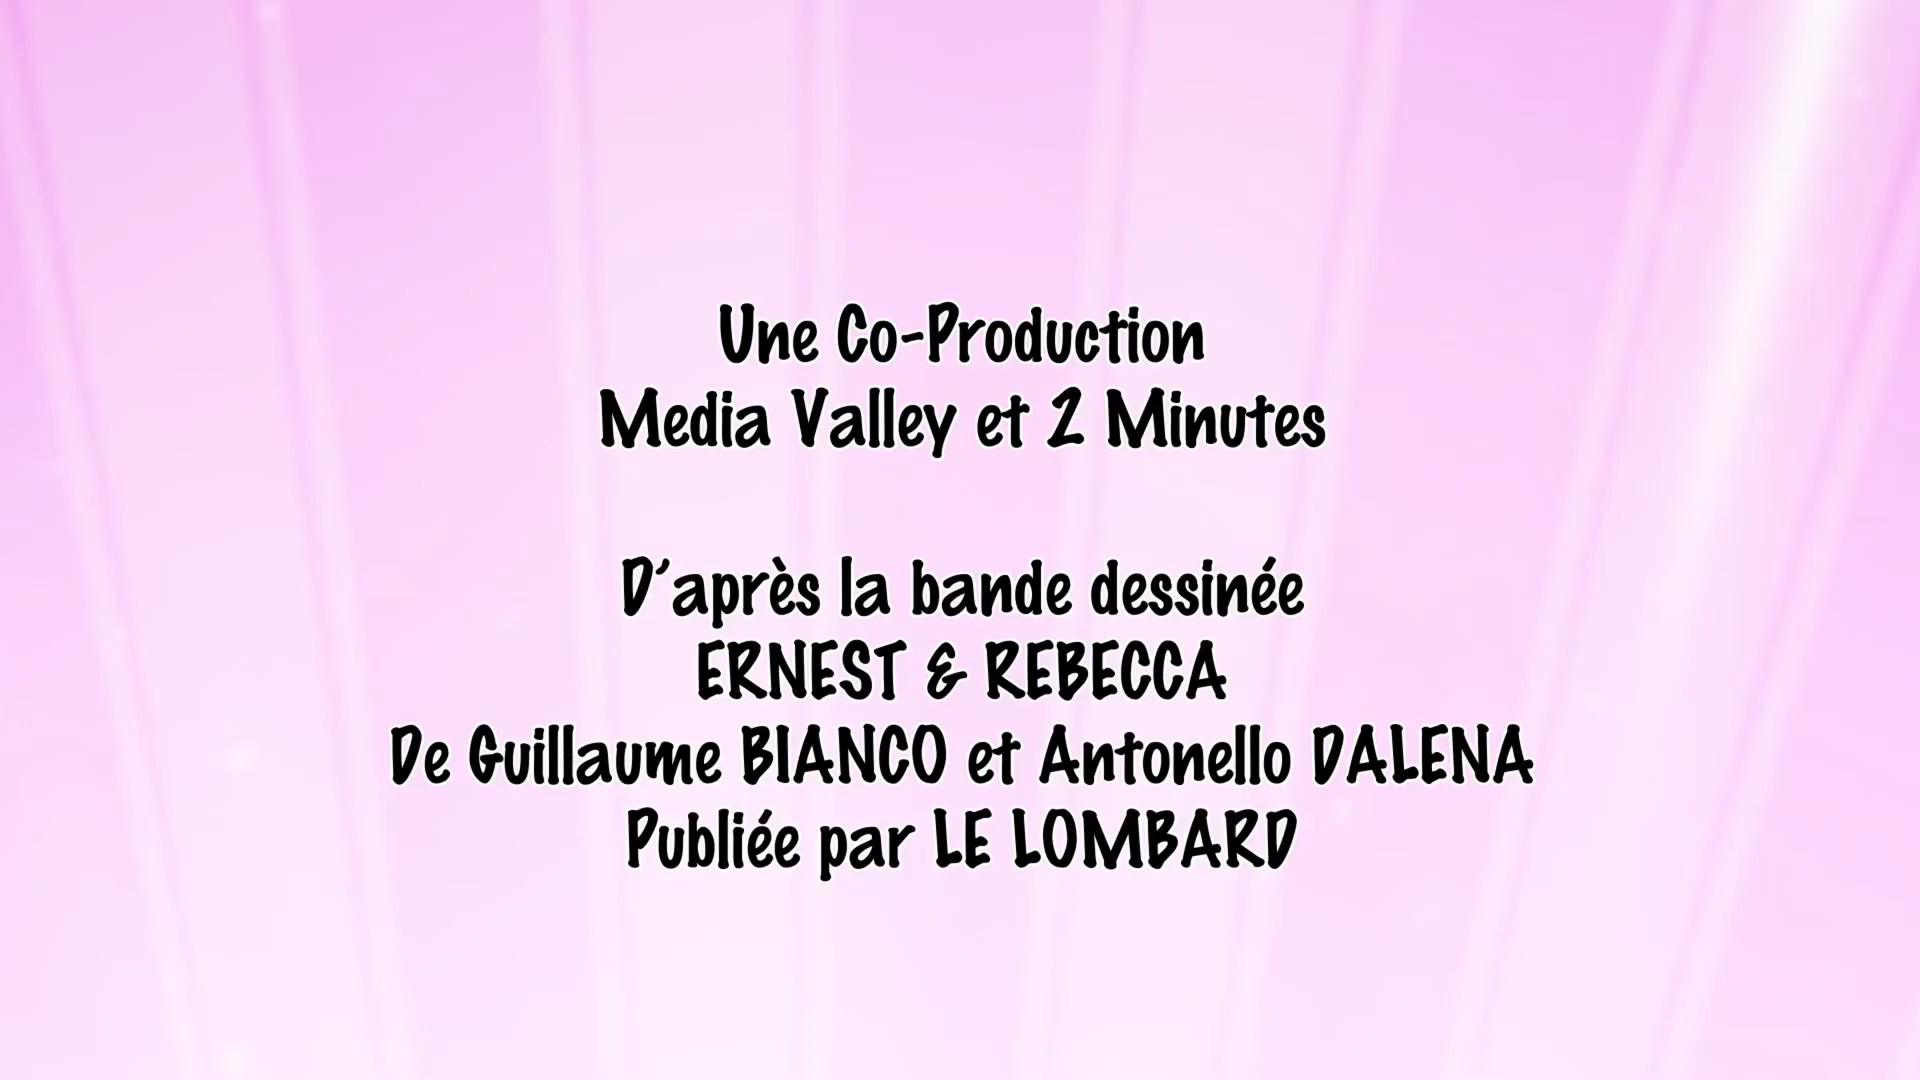 Une Co-Production
Media Valley et 2 Minutes
D'après la bande dessinée
ERNEST & REBECCA
De Guillaume BIANCO et Antonello DALENA
Publiée par LE LOMBARD